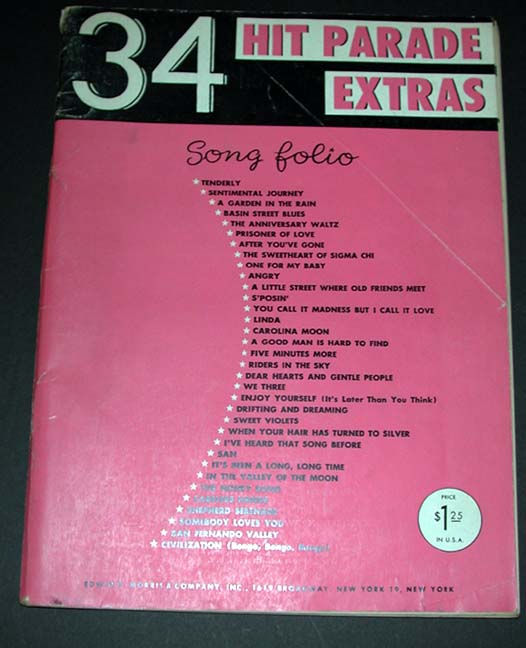 34 HIT PARADE
EXTRAS
Song folio
★ TENDERLY
★ SENTIMENTAL JOURNEY
★ A GARDEN IN THE RAIN
★ BASIN STREET BLUES
★ THE ANNIVERSARY WALTZ
★ PRISONER OF LOVE
★ AFTER YOU'VE GONE
★ THE SWEETHEART OF SIGMA CHI
★ ONE FOR MY BABY
★ ANGRY
★ A LITTLE STREET WHERE OLD FRIENDS MEET
★ S'POSIN'
★ YOU CALL IT MADNESS BUT I CALL IT LOVE
★ LINDA
★ CAROLINA MOON
★ A GOOD MAN IS HARD TO FIND
★ FIVE MINUTES MORE
★ RIDERS IN THE SKY
★ DEAR HEARTS AND GENTLE PEOPLE
★ WE THREE
★ ENJOY YOURSELF (It's Later Than You Think)
★ DRIFTING AND DREAMING
★ SWEET VIOLETS
★ WHEN YOUR HAIR HAS TURNED TO SILVER
★ I'VE HEARD THAT SONG BEFORE
★ SAN
★ IT'S BEEN A LONG, LONG TIME
★ IN THE VALLEY OF THE MOON
★ SHEPHERD SERENADE
★ SOMEBODY LOVES YOU
★ SAN FERNANDO VALLEY
★ CIVILIZATION (Bongo, Bongo, Bongo)
PRICE
$1 25
IN U.S.A.
MORRIS & COMPANY, INC., 1619 BROADWAY, NEW YORK 19, NEW YORK